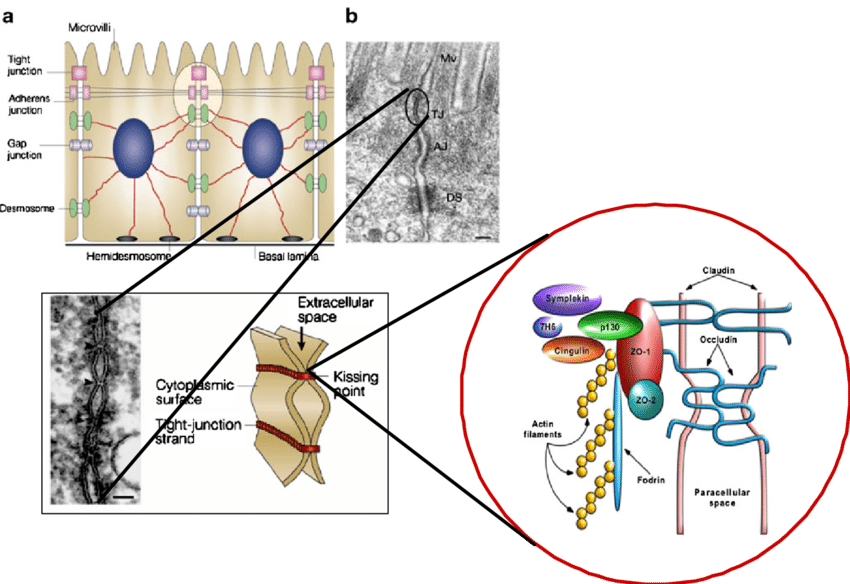 a
Microvilli
Tight
junction
Adherens
junction
Gap
junction
Desmosome
Hemidesmosome
Basal lamina
b
Mv
TJ
AJ
DS
Extracellular
space
Cytoplasmic
surface
Kissing
point
Tight-junction
strand
Claudin
Symplekin
7H6
p130
Cingulin
ZO-1
Occludin
ZO-2
Actin
filaments
Fodrin
Paracellular
space